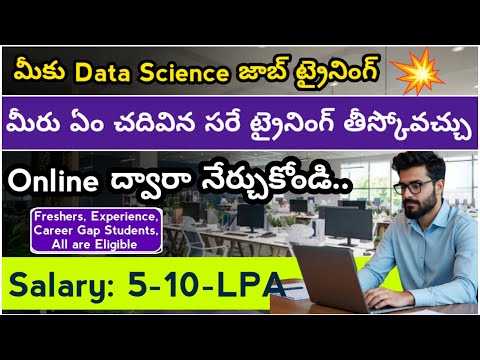 మీకు Data Science జాబ్ ట్రైనింగ్
మీరు ఏం చదివిన సరే ట్రైనింగ్ తీస్కోవచ్చు
Online ద్వారా నేర్చుకోండి..
Freshers, Experience,
Career Gap Students,
All are Eligible
Salary: 5-10-LPA